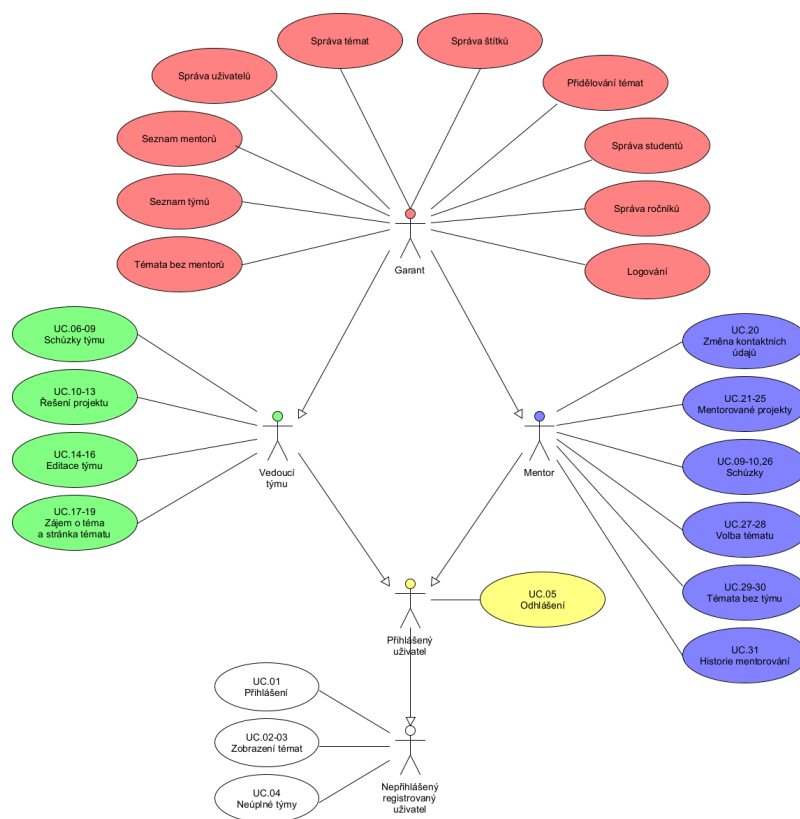 Správa témat
Správa štítků
Správa uživatelů
Přidělování témat
Seznam mentorů
Správa studentů
Seznam týmů
Správa ročníků
Témata bez mentorů
Logování
Garant
UC.06-09
Schůzky týmu
UC.10-13
Řešení projektu
UC.14-16
Editace týmu
UC.17-19
Zájem o téma
a stránka tématu
Vedoucí
týmu
Mentor
UC.20
Změna kontaktních
údajů
UC.21-25
Mentorované projekty
UC.09-10,26
Schůzky
UC.27-28
Volba tématu
UC.29-30
Témata bez týmu
UC.31
Historie mentorování
UC.05
Odhlášení
Přihlášený
uživatel
UC.01
Přihlášení
UC.02-03
Zobrazení témat
UC.04
Neúplné týmy
Nepřihlášený
registrovaný
uživatel